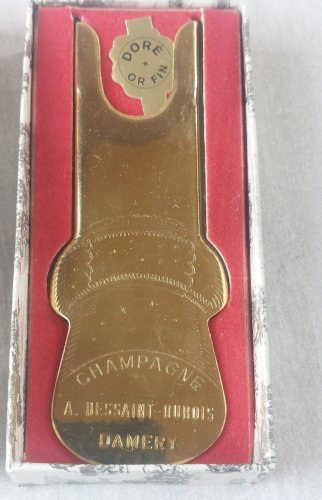 DORÉ
OR FIN
CHAMPAGNE
A. DESSAINT-DUBOIS
DAMERY